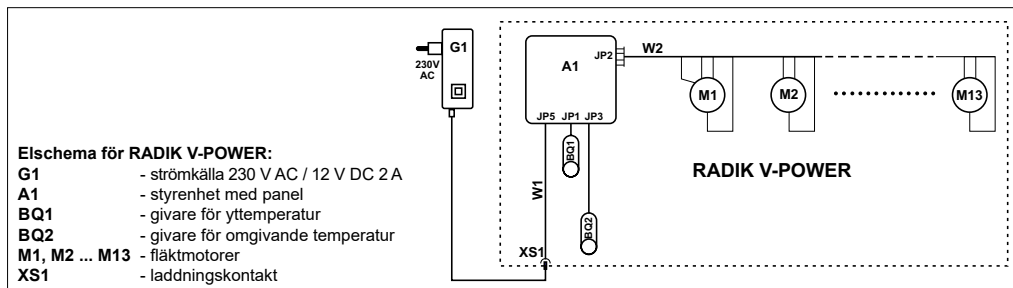 G1
230V
AC
A1
JP2
W2
JP5 JP1 JP3
M1
M2
M13
BQ1
BQ2
W1
XS1
RADIK V-POWER
Elschema för RADIK V-POWER:
G1 - strömkälla 230 V AC / 12 V DC 2 A
A1 - styrenhet med panel
BQ1 - givare för yttemperatur
BQ2 - givare för omgivande temperatur
M1, M2 ... M13 - fläktmotorer
XS1 - laddningskontakt